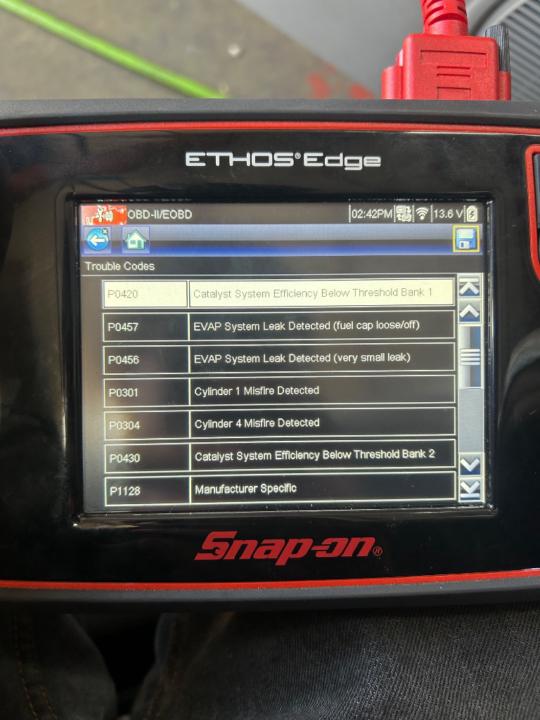 ETHOS® Edge
OBD-II/EOBD 02:42PM 13.6 V
Trouble Codes
P0420 Catalyst System Efficiency Below Threshold Bank 1
P0457 EVAP System Leak Detected (fuel cap loose/off)
P0456 EVAP System Leak Detected (very small leak)
P0301 Cylinder 1 Misfire Detected
P0304 Cylinder 4 Misfire Detected
P0430 Catalyst System Efficiency Below Threshold Bank 2
P1128 Manufacturer Specific
Snap-on®